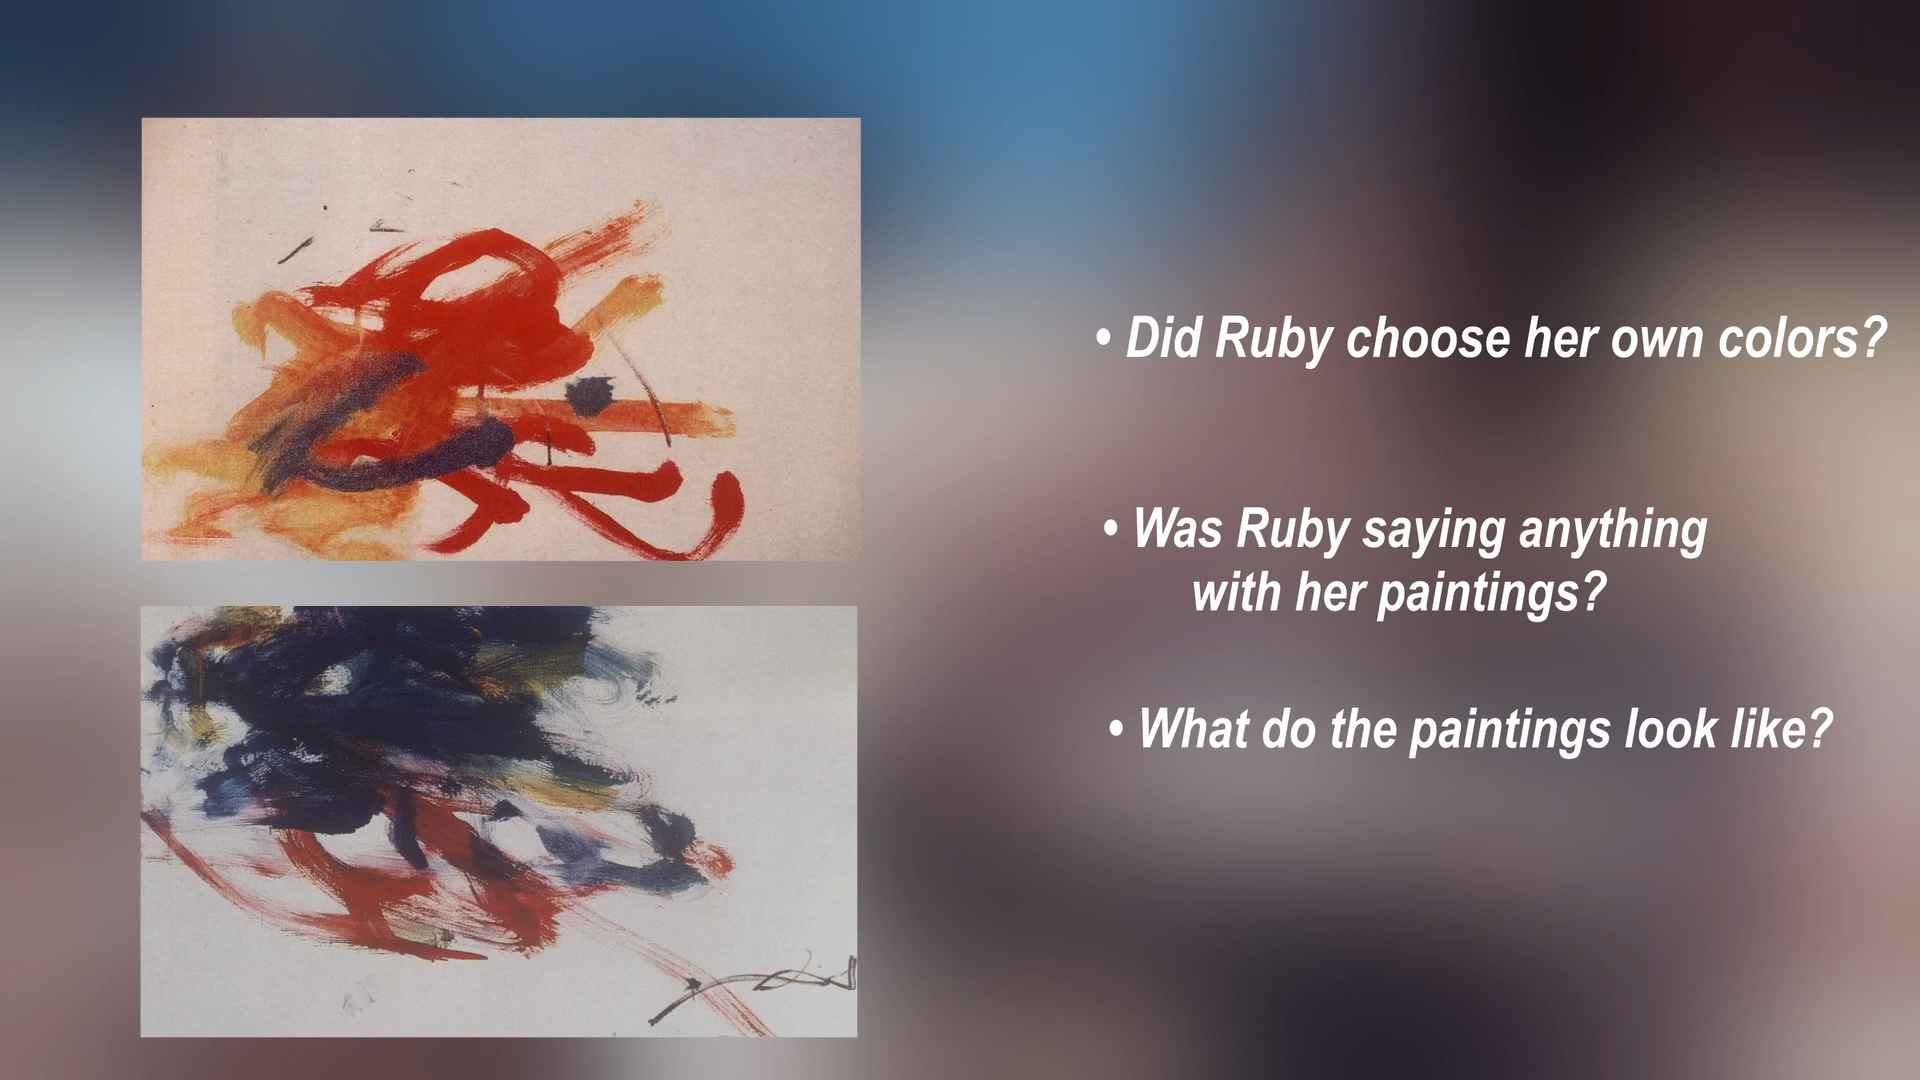 • Did Ruby choose her own colors?
• Was Ruby saying anything
with her paintings?
• What do the paintings look like?